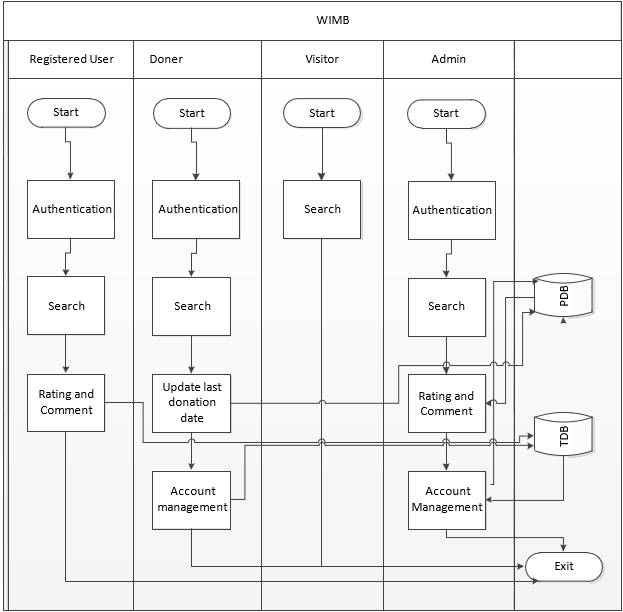 WIMB
Registered User
Doner
Visitor
Admin
Start
Start
Start
Start
Authentication
Authentication
Search
Authentication
Search
Search
Search
PDB
Rating and
Comment
Update last
donation
date
Rating and
Comment
TDB
Account
management
Account
Management
Exit